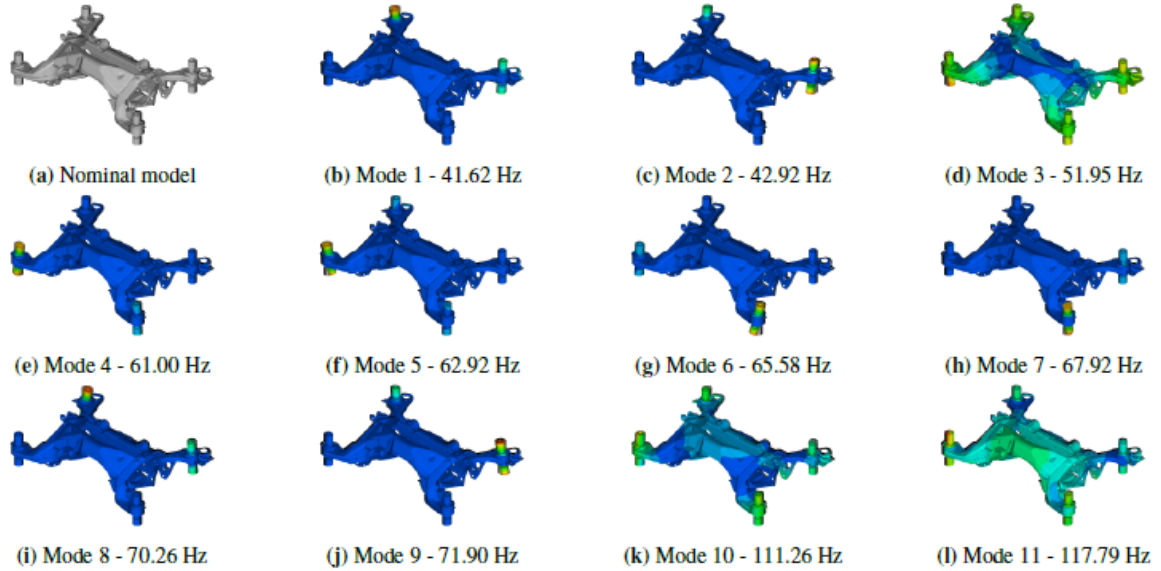 (a) Nominal model
(b) Mode 1 - 41.62 Hz
(c) Mode 2 - 42.92 Hz
(d) Mode 3 - 51.95 Hz
(e) Mode 4 - 61.00 Hz
(f) Mode 5 - 62.92 Hz
(g) Mode 6 - 65.58 Hz
(h) Mode 7 - 67.92 Hz
(i) Mode 8 - 70.26 Hz
(j) Mode 9 - 71.90 Hz
(k) Mode 10 - 111.26 Hz
(l) Mode 11 - 117.79 Hz